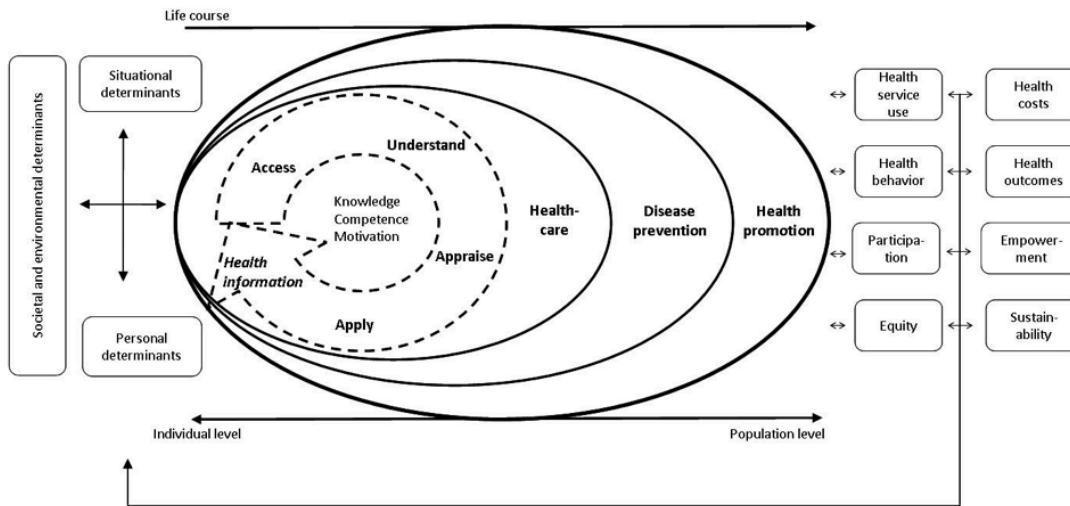 Life course
Societal and environmental determinants
Situational
determinants
Personal
determinants
Access
Understand
Knowledge
Competence
Motivation
Appraise
Health
information
Apply
Health-
care
Disease
prevention
Health
promotion
Health
service
use
Health
costs
Health
behavior
Health
outcomes
Participa-
tion
Empower-
ment
Equity
Sustain-
ability
Individual level
Population level